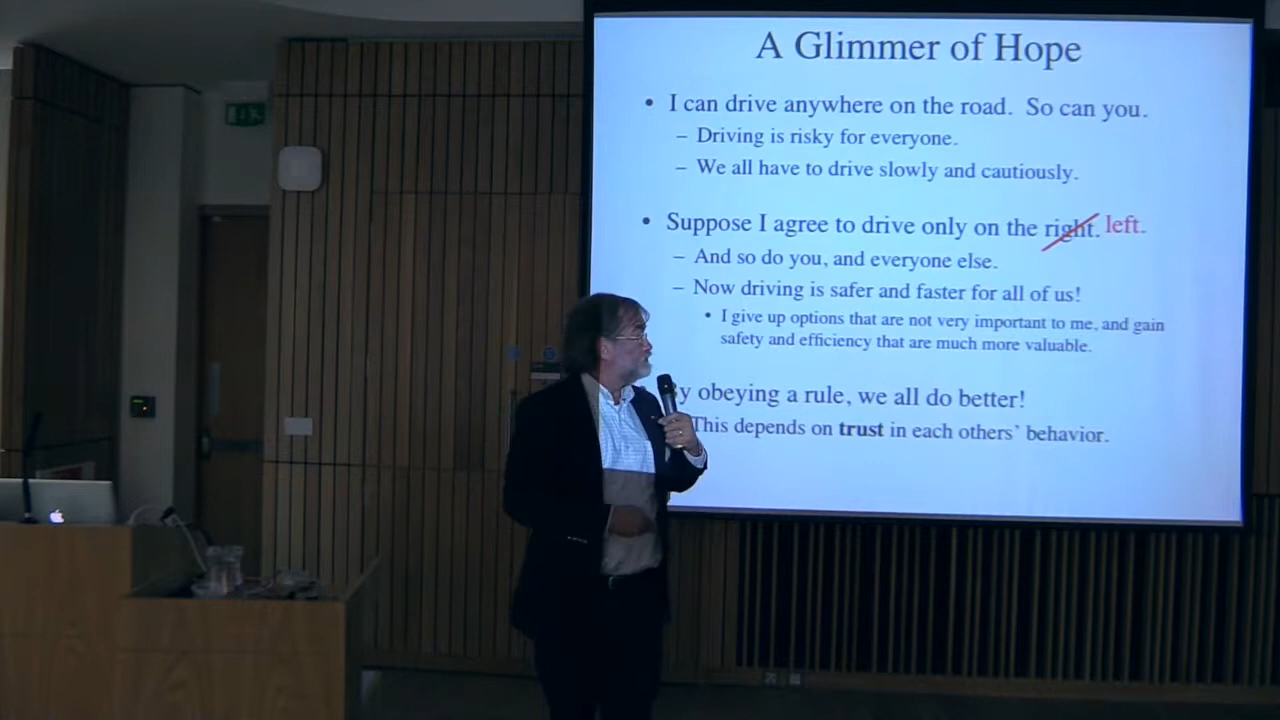 A Glimmer of Hope
• I can drive anywhere on the road. So can you.
– Driving is risky for everyone.
– We all have to drive slowly and cautiously.
• Suppose I agree to drive only on the right. left.
– And so do you, and everyone else.
– Now driving is safer and faster for all of us!
• I give up options that are not very important to me, and gain
safety and efficiency that are much more valuable.
y obeying a rule, we all do better!
This depends on trust in each others’ behavior.